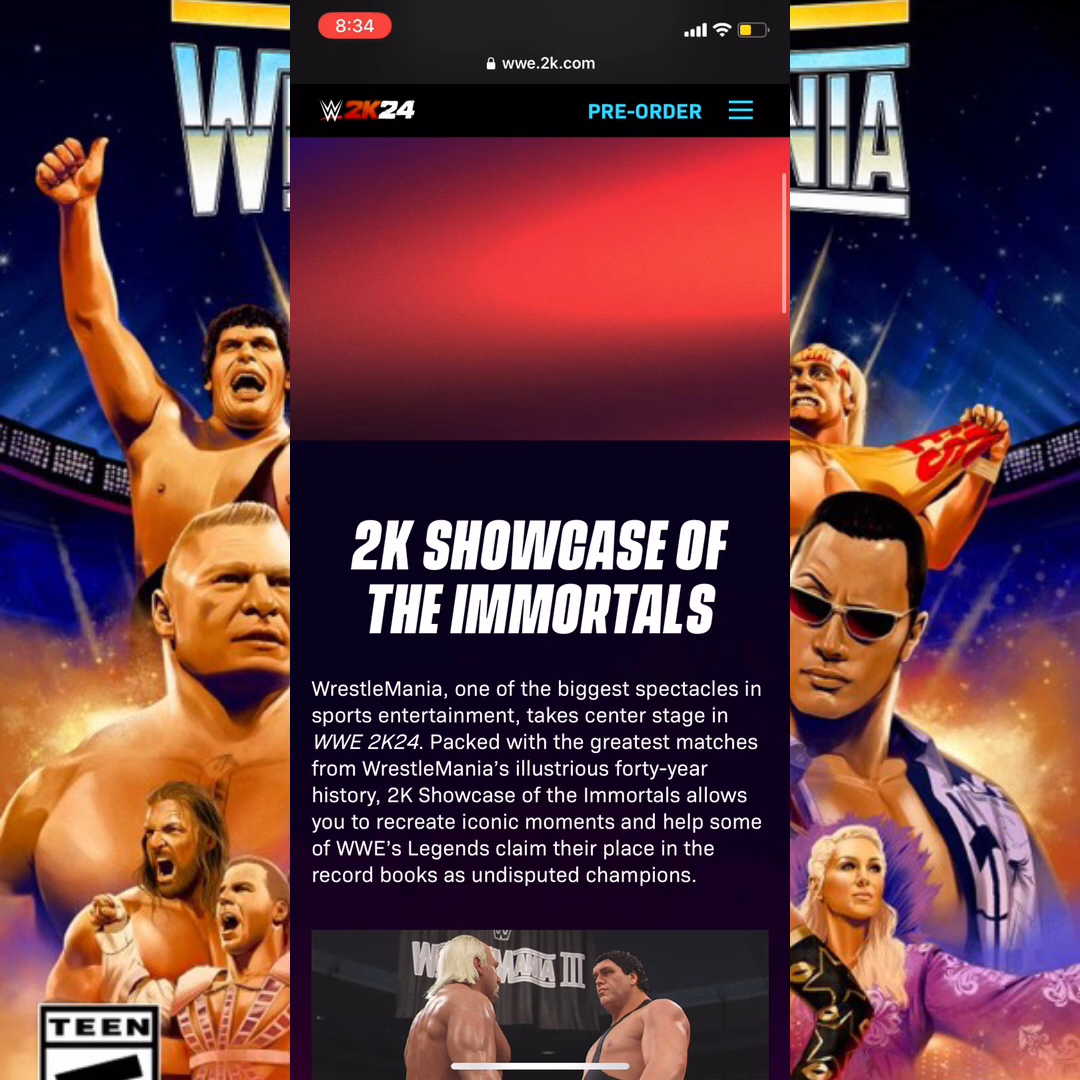 8:34
wwe.2k.com
W 2K24
PRE-ORDER
2K SHOWCASE OF
THE IMMORTALS
WrestleMania, one of the biggest spectacles in
sports entertainment, takes center stage in
WWE 2K24. Packed with the greatest matches
from WrestleMania’s illustrious forty-year
history, 2K Showcase of the Immortals allows
you to recreate iconic moments and help some
of WWE’s Legends claim their place in the
record books as undisputed champions.
III
TEEN